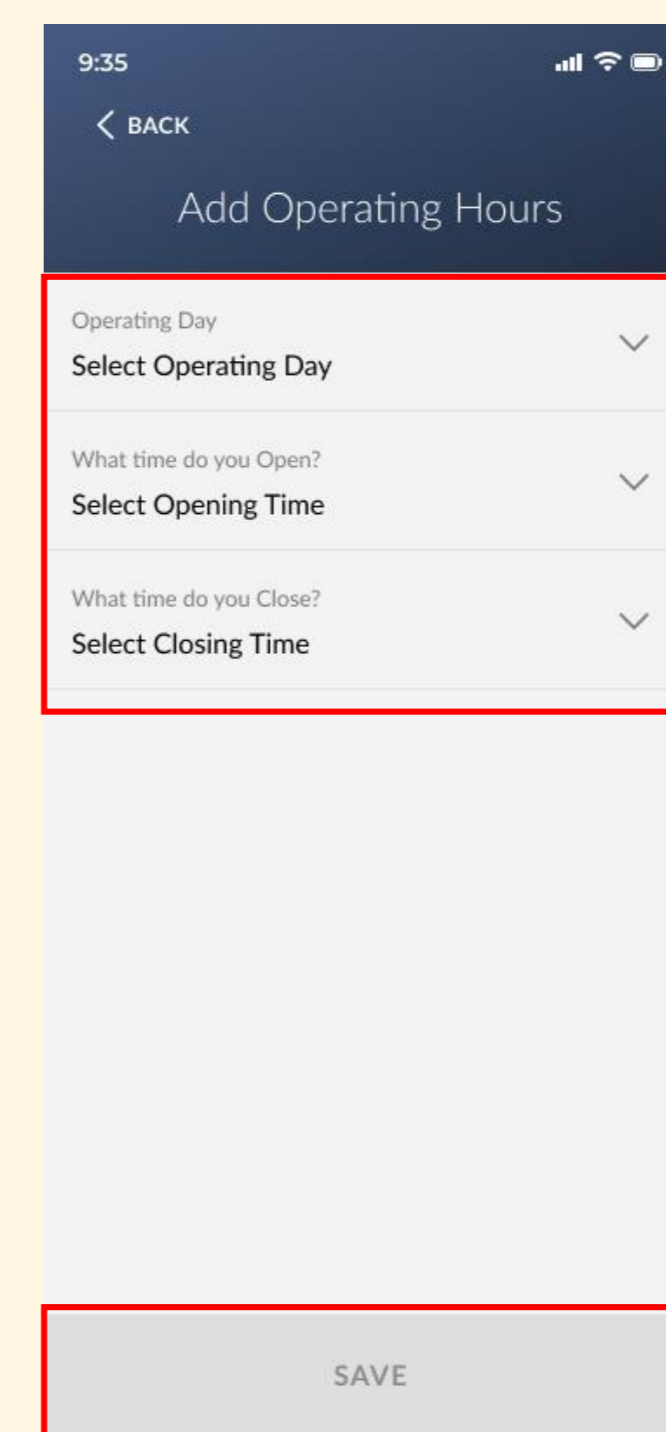 9:35
BACK
Add Operating Hours
Operating Day
Select Operating Day
What time do you Open?
Select Opening Time
What time do you Close?
Select Closing Time
SAVE